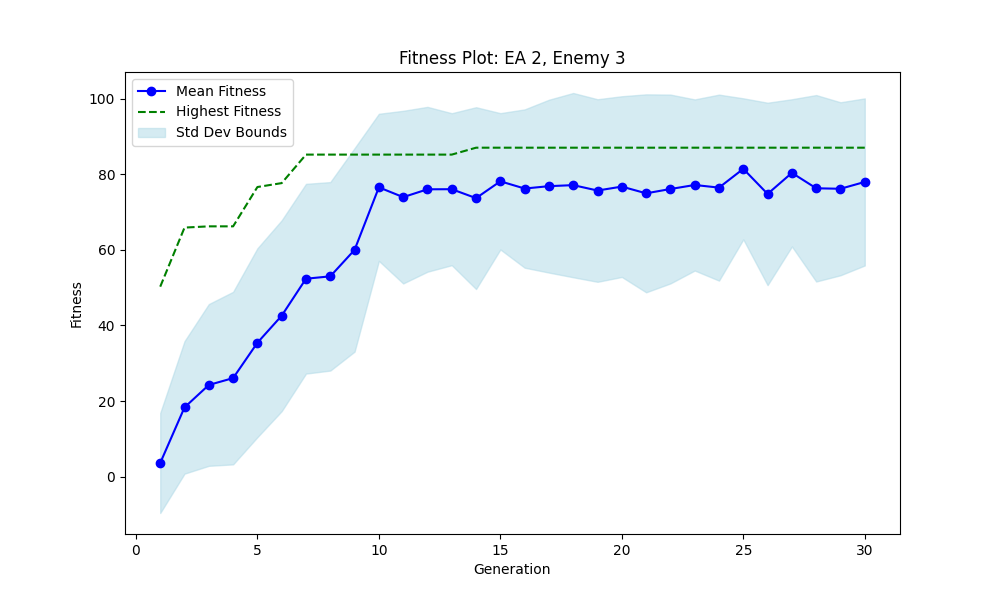 Fitness Plot: EA 2, Enemy 3
Mean Fitness
Highest Fitness
Std Dev Bounds
100
80
60
40
20
0
Fitness
0 5 10 15 20 25 30
Generation